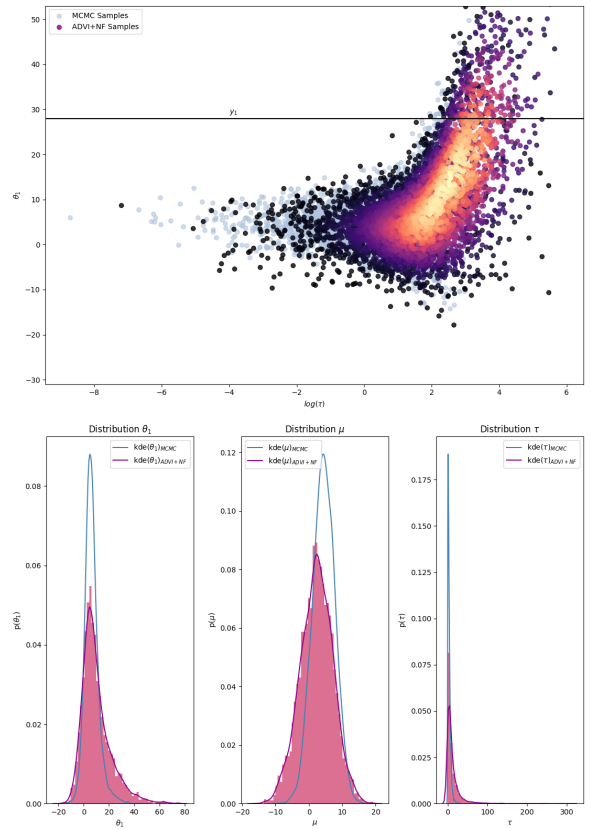 MCMC Samples
ADVI+NF Samples
50
40
30
20
10
0
−10
−20
−30
θ₁
y₁
−8 −6 −4 −2 0 2 4 6
log(τ)
Distribution θ₁
kde(θ₁)MCMC
kde(θ₁)ADVI+NF
0.08
0.06
0.04
0.02
0.00
p(θ₁)
−20 0 20 40 60 80
θ₁
Distribution μ
kde(μ)MCMC
kde(μ)ADVI+NF
0.12
0.10
0.08
0.06
0.04
0.02
0.00
p(μ)
−20 −10 0 10 20
μ
Distribution τ
kde(τ)MCMC
kde(τ)ADVI+NF
0.175
0.150
0.125
0.100
0.075
0.050
0.025
0.000
p(τ)
0 100 200 300
τ